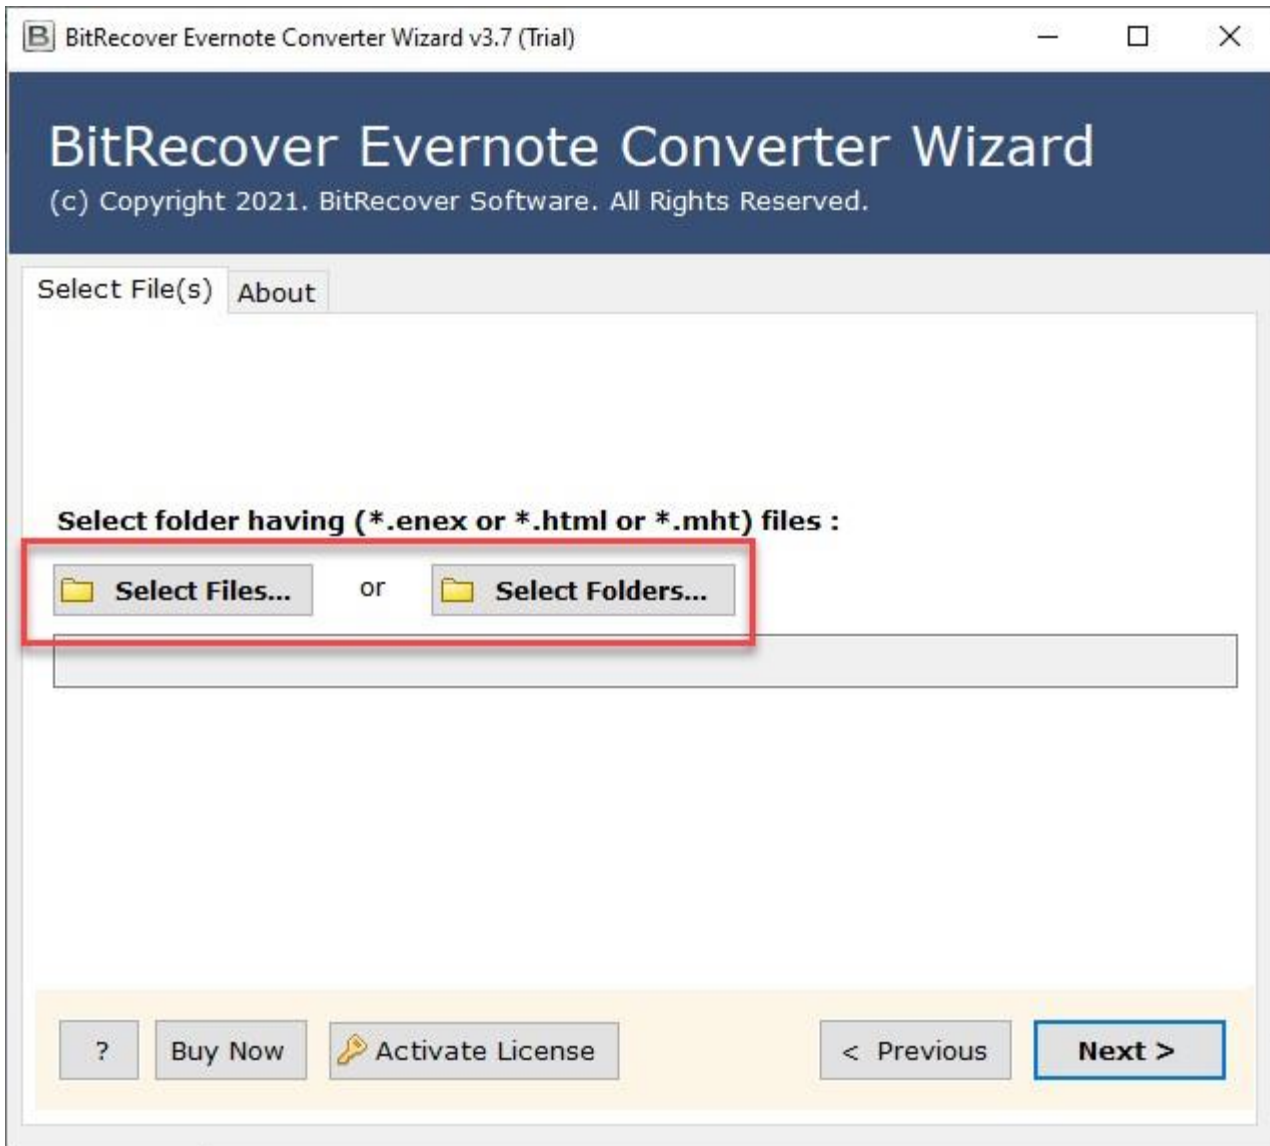 BitRecover Evernote Converter Wizard v3.7 (Trial)
BitRecover Evernote Converter Wizard
(c) Copyright 2021. BitRecover Software. All Rights Reserved.
Select File(s) About
Select folder having (*.enex or *.html or *.mht) files :
Select Files... or Select Folders...
? Buy Now Activate License < Previous Next >